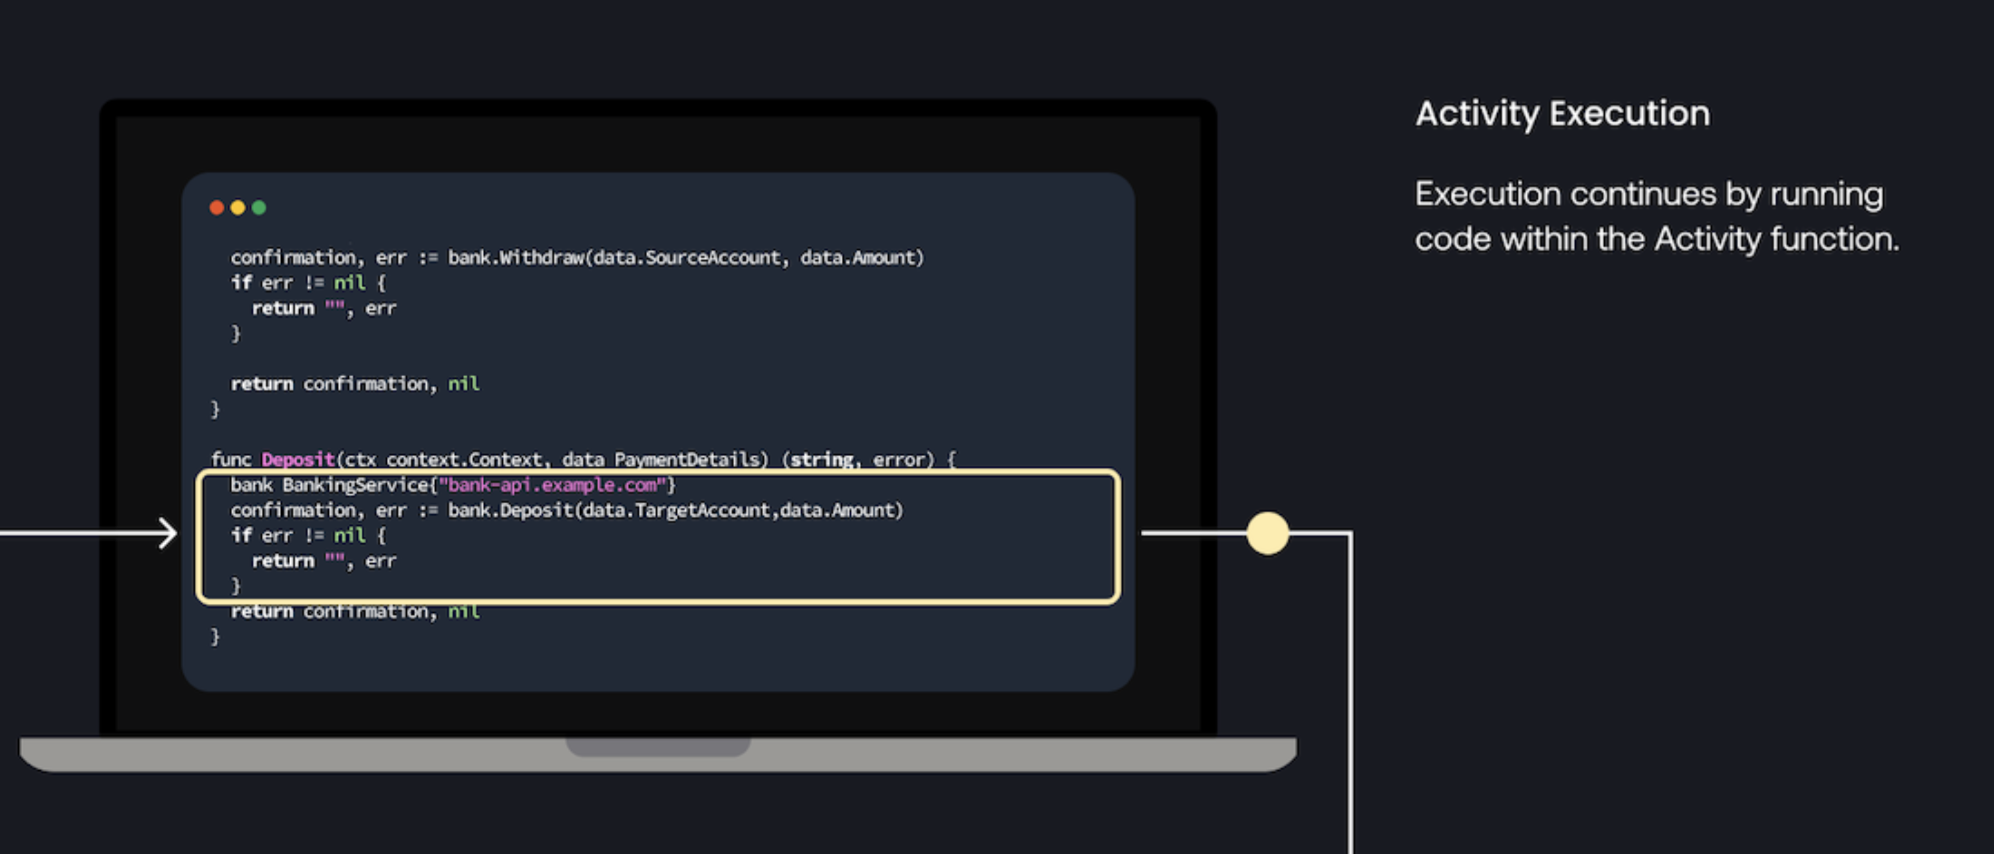 Activity Execution
Execution continues by running
code within the Activity function.
confirmation, err := bank.Withdraw(data.SourceAccount, data.Amount)
if err != nil {
return "", err
}
return confirmation, nil
}
func Deposit(ctx context.Context, data PaymentDetails) (string, error) {
bank BankingService{"bank-api.example.com"}
confirmation, err := bank.Deposit(data.TargetAccount,data.Amount)
if err != nil {
return "", err
}
return confirmation, nil
}